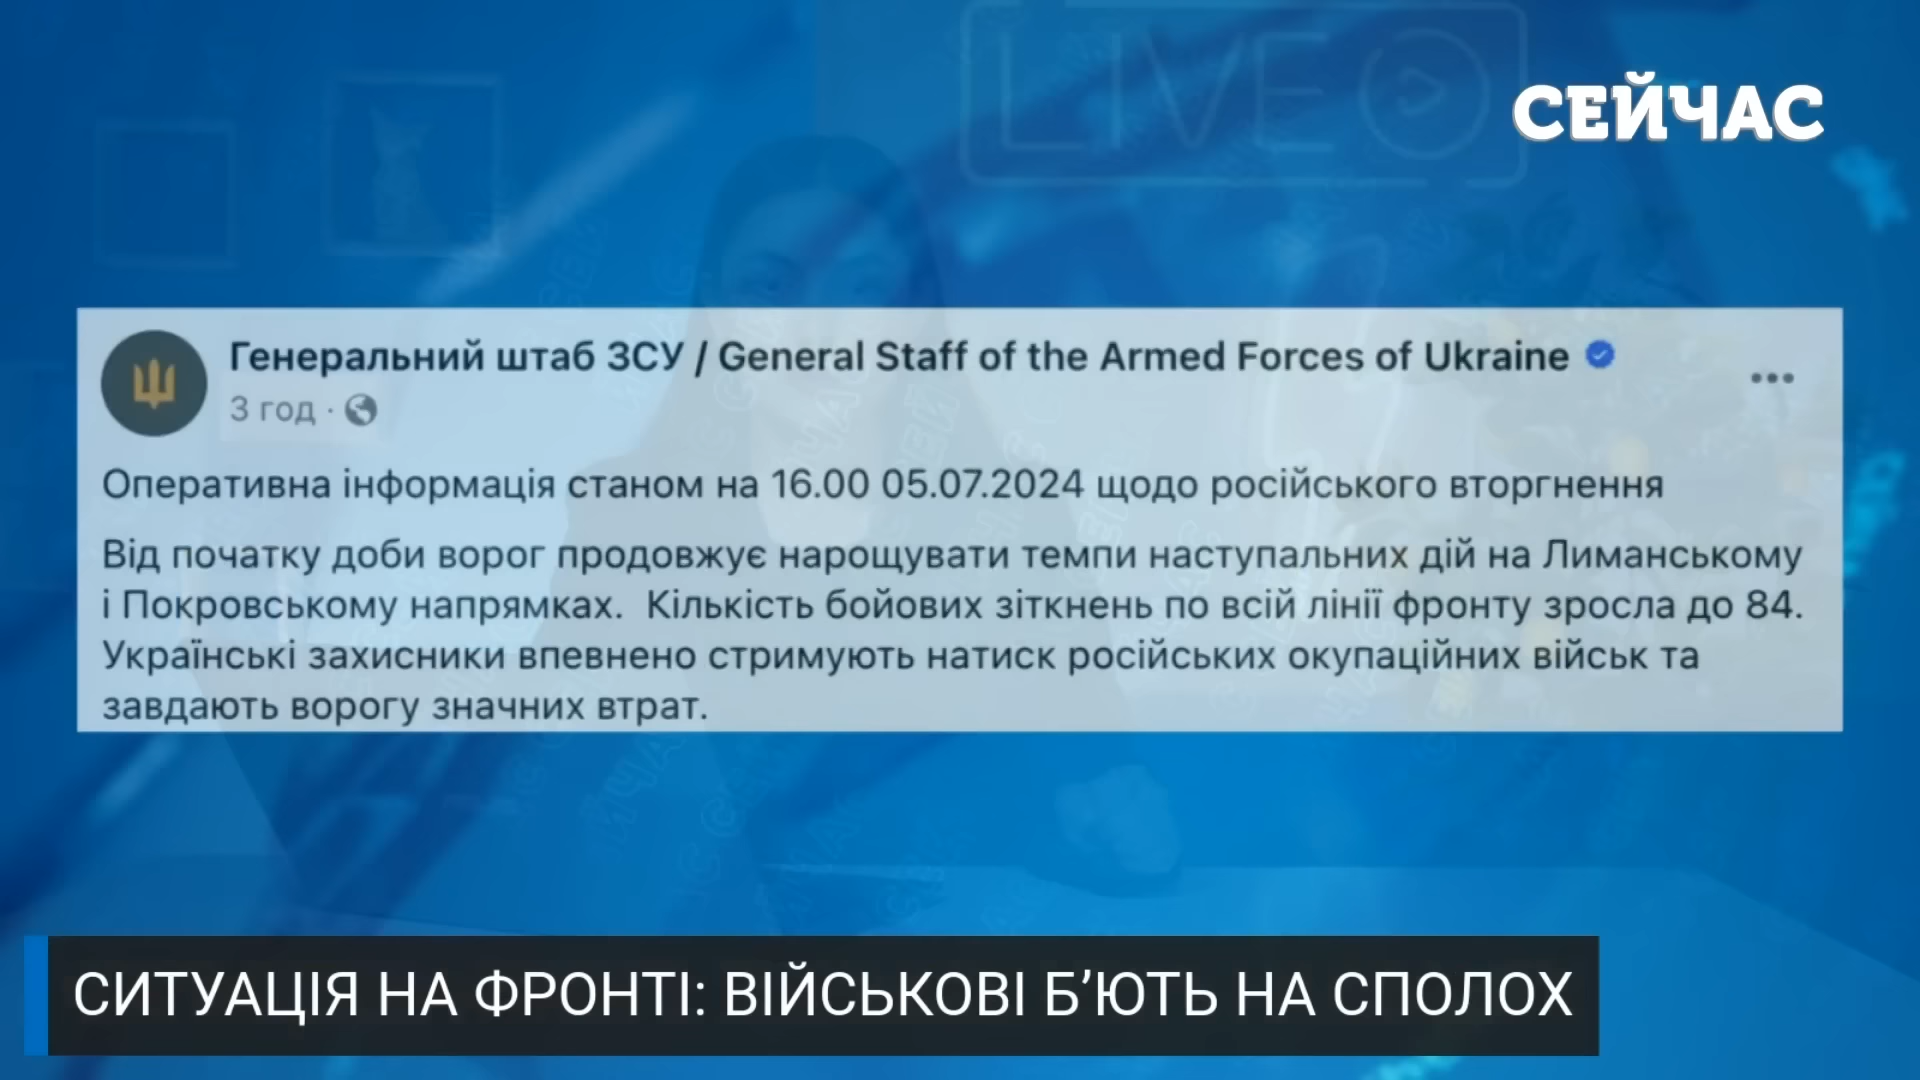 LIVE
СЕЙЧАС
Генеральний штаб ЗСУ / General Staff of the Armed Forces of Ukraine
3 год ·
Оперативна інформація станом на 16.00 05.07.2024 щодо російського вторгнення
Від початку доби ворог продовжує нарощувати темпи наступальних дій на Лиманському
і Покровському напрямках. Кількість бойових зіткнень по всій лінії фронту зросла до 84.
Українські захисники впевнено стримують натиск російських окупаційних військ та
завдають ворогу значних втрат.
СИТУАЦІЯ НА ФРОНТІ: ВІЙСЬКОВІ Б’ЮТЬ НА СПОЛОХ